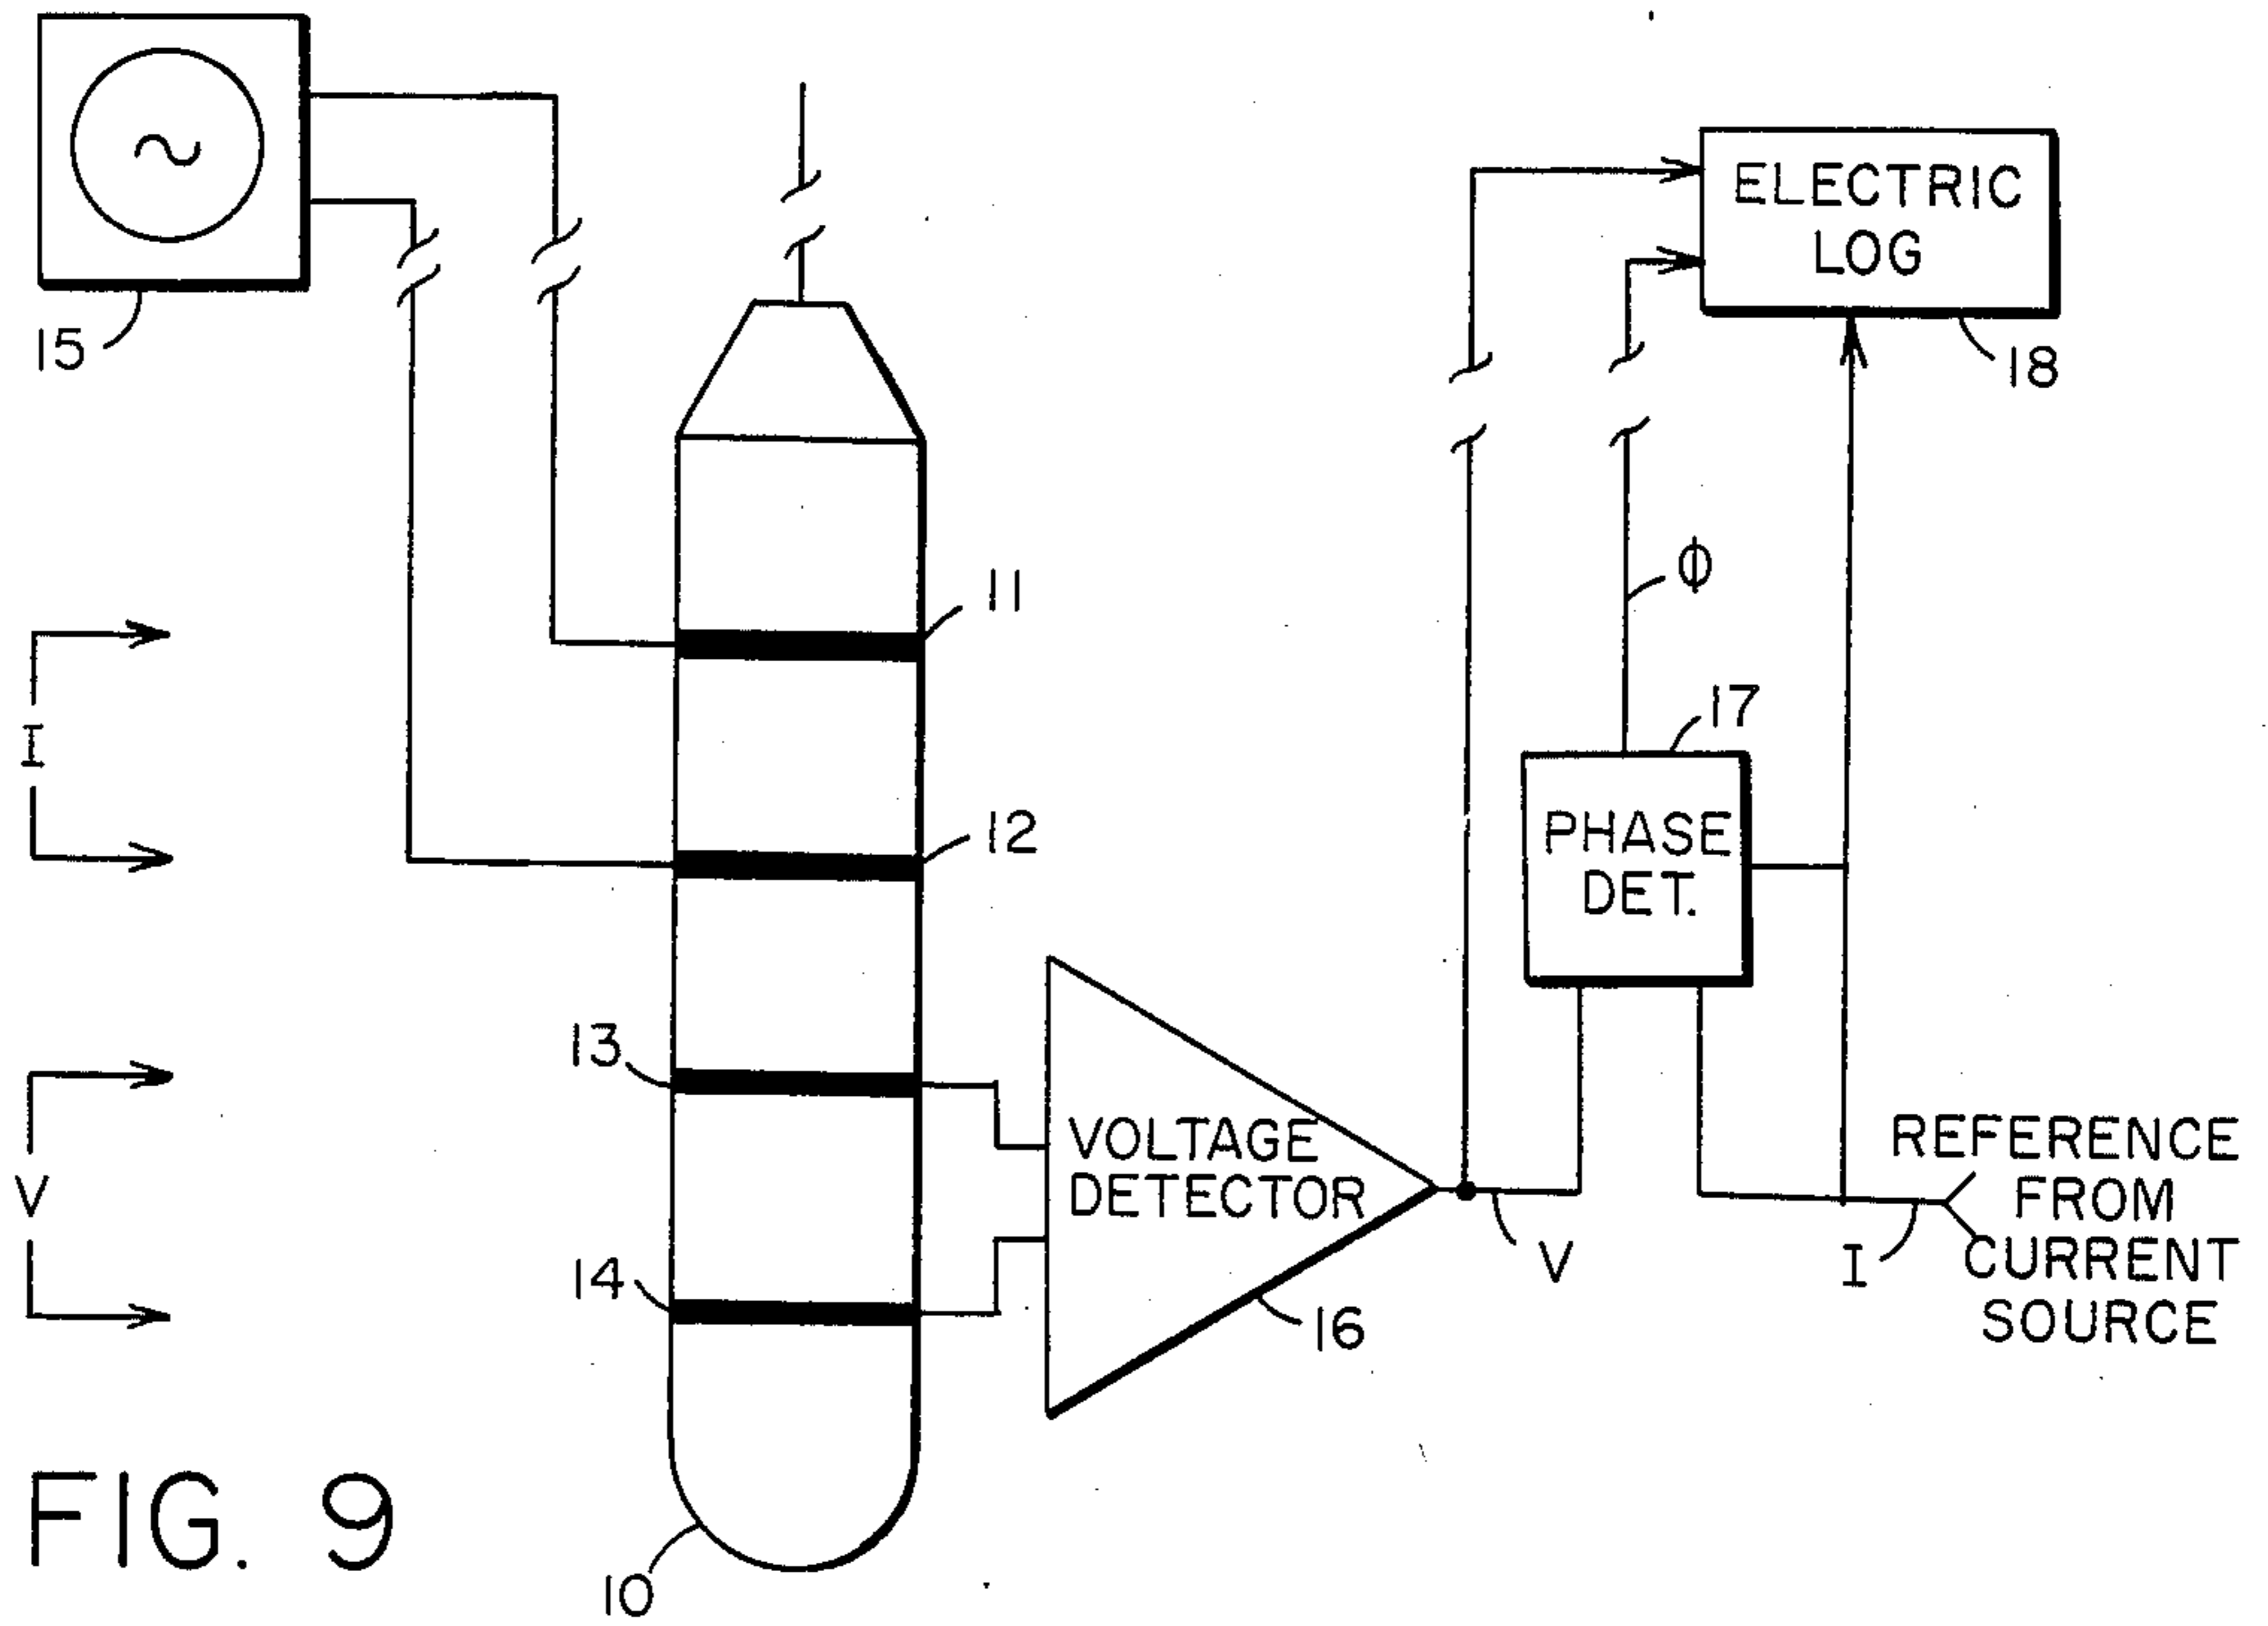 ~
15
ELECTRIC
LOG
18
11
Φ
I
17
12
PHASE
DET.
13
VOLTAGE
DETECTOR
V
REFERENCE
FROM
CURRENT
SOURCE
V
I
14
16
FIG. 9
10